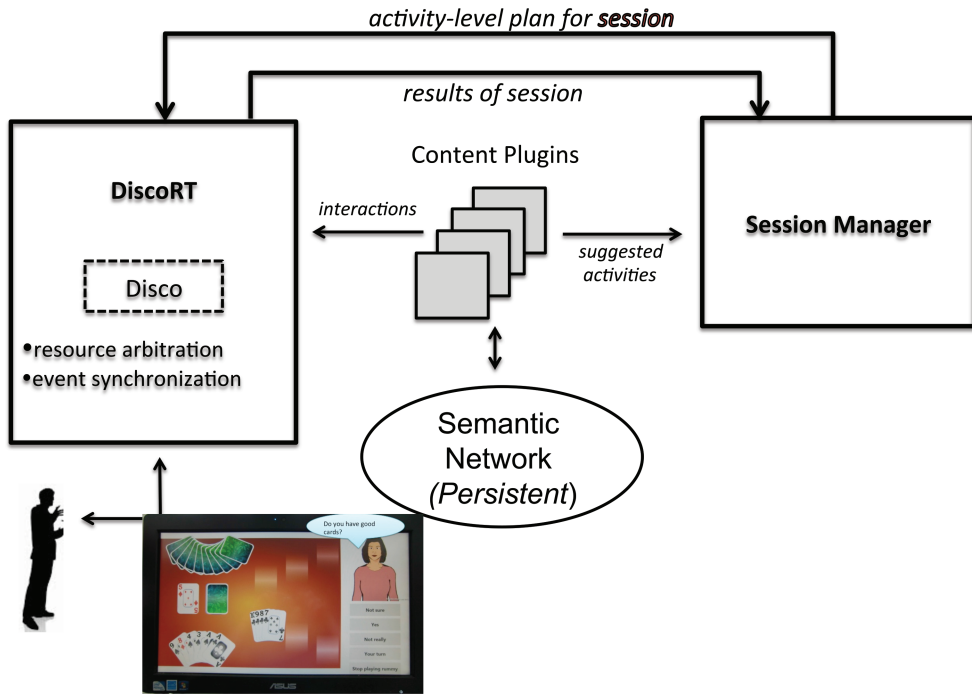 activity-level plan for session
results of session
Content Plugins
DiscoRT
interactions
suggested
activities
Session Manager
Disco
•resource arbitration
•event synchronization
Semantic
Network
(Persistent)
Do you have good
cards?
Not sure
Yes
Not really
Your turn
Stop playing rummy
ASUS